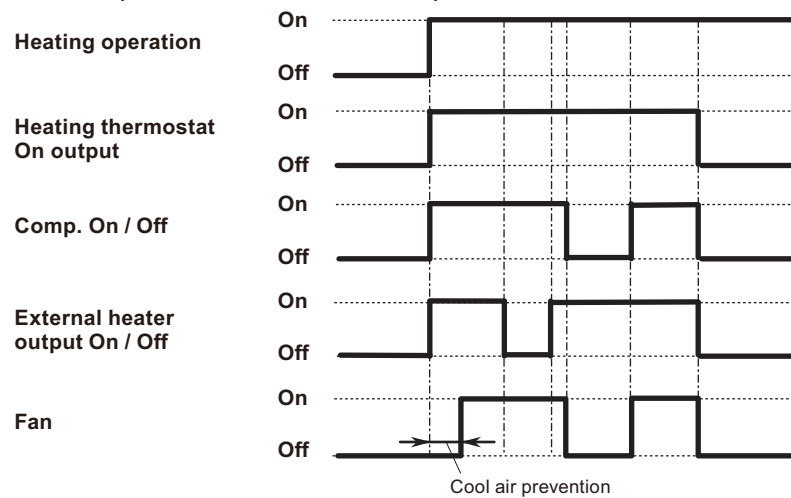 On
Heating operation
Off
On
Heating thermostat
On output
Off
On
Comp. On / Off
Off
On
External heater
output On / Off
Off
On
Fan
Off
Cool air prevention